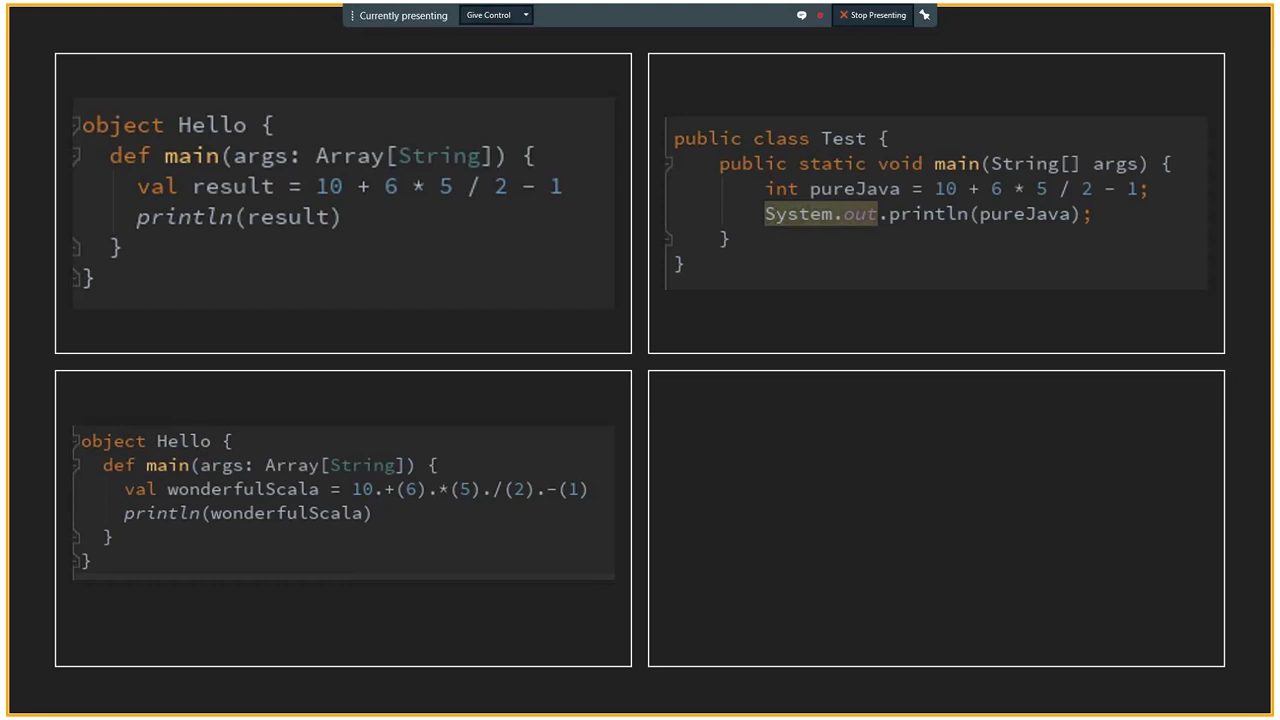 Currently presenting Give Control Stop Presenting
object Hello {
def main(args: Array[String]) {
val result = 10 + 6 * 5 / 2 - 1
println(result)
}
}
public class Test {
public static void main(String[] args) {
int pureJava = 10 + 6 * 5 / 2 - 1;
System.out.println(pureJava);
}
}
object Hello {
def main(args: Array[String]) {
val wonderfulScala = 10.+(6).*(5)./(2).-(1)
println(wonderfulScala)
}
}